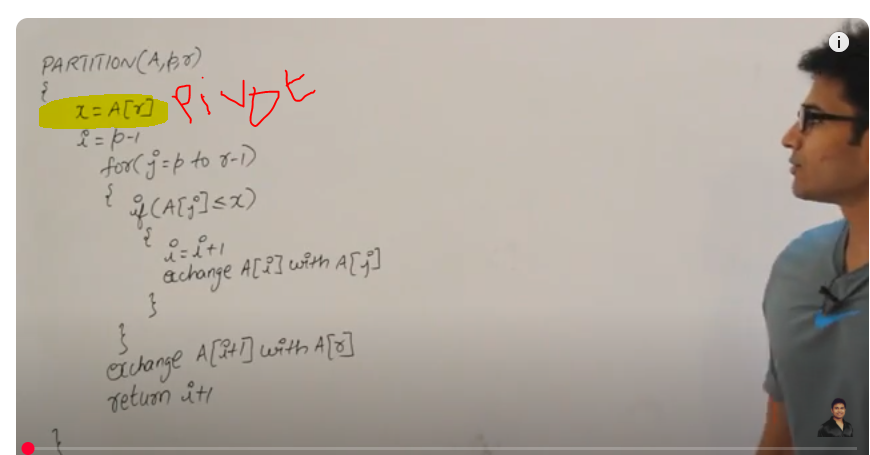 PARTITION(A,p,r)
{
x = A[r] PiVOt
i = p-1
for(j=p to r-1)
{ if(A[j]≤x)
{
i=i+1
exchange A[i] with A[j]
}
}
exchange A[i+1] with A[r]
return i+1
}